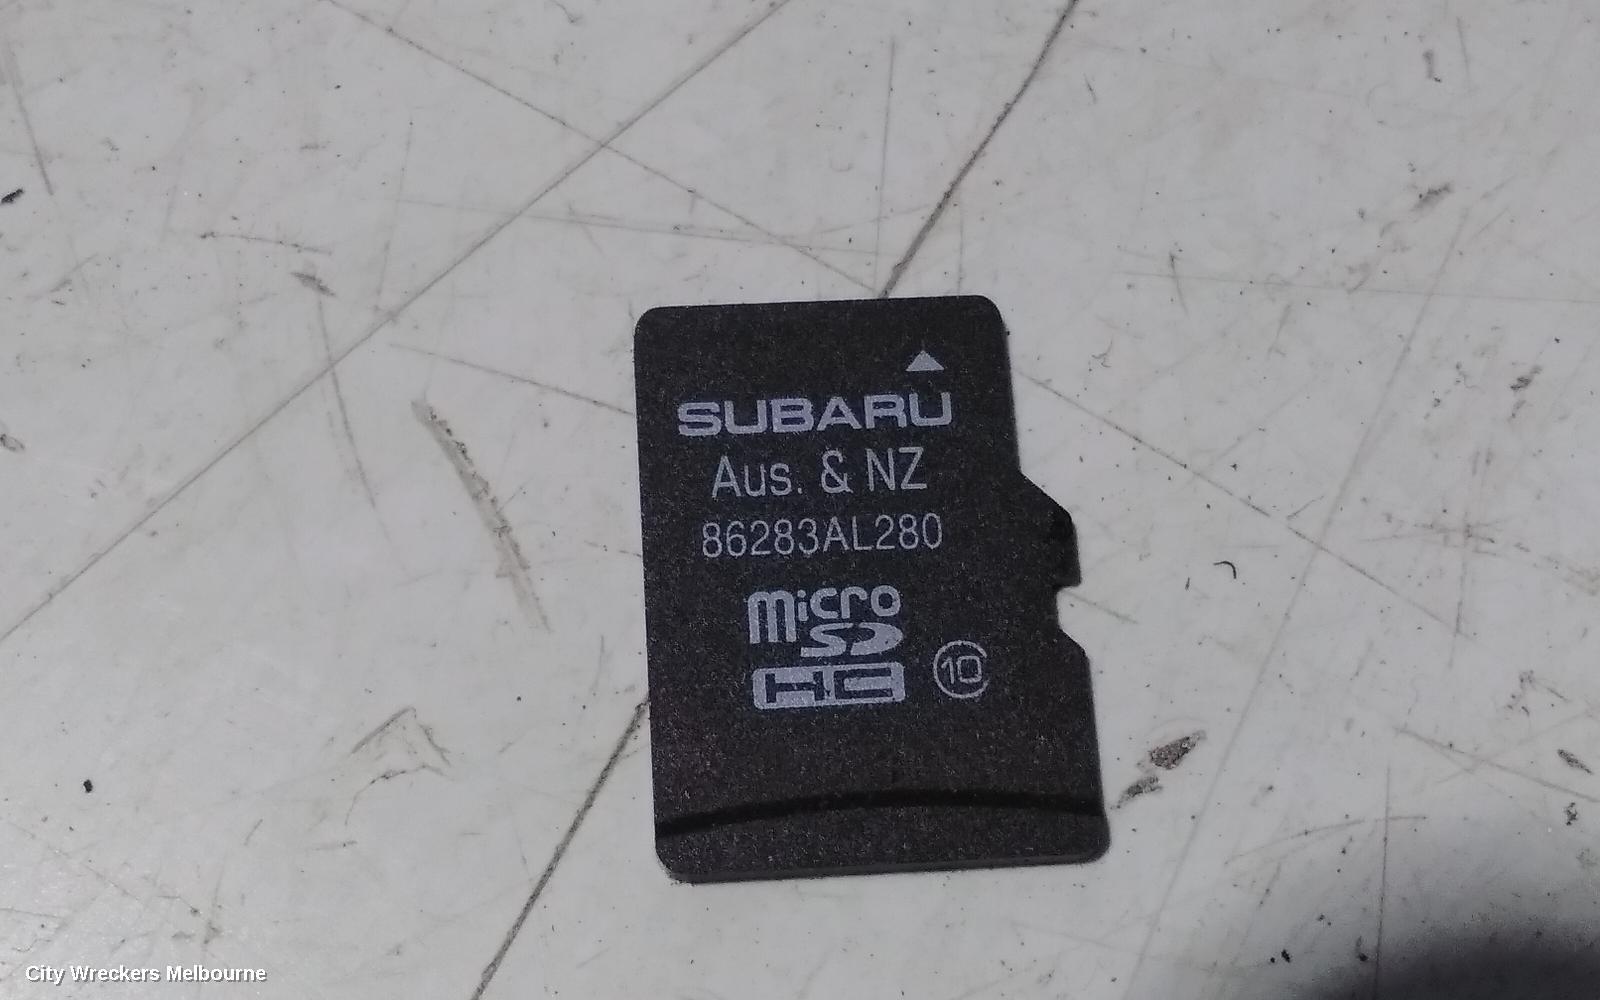 SUBARU
Aus. & NZ
86283AL280
micro
SD
HC
10
City Wreckers Melbourne